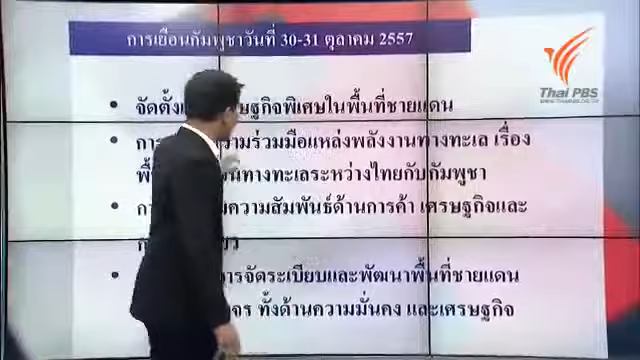 การเยือนกัมพูชาวันที่ 30-31 ตุลาคม 2557
Thai PBS
WWW.THAIPBS.OR.TH
• จัดตั้ง ฐกิจพิเศษในพื้นที่ชายแดน
• ความร่วมมือแหล่งพลังงานทางทะเล เรื่อง
ทางทะเลระหว่างไทยกับกัมพูชา
• ความสัมพันธ์ด้านการค้า เศรษฐกิจและ
• การจัดระเบียบและพัฒนาพื้นที่ชายแดน
จร ทั้งด้านความมั่นคง และเศรษฐกิจ